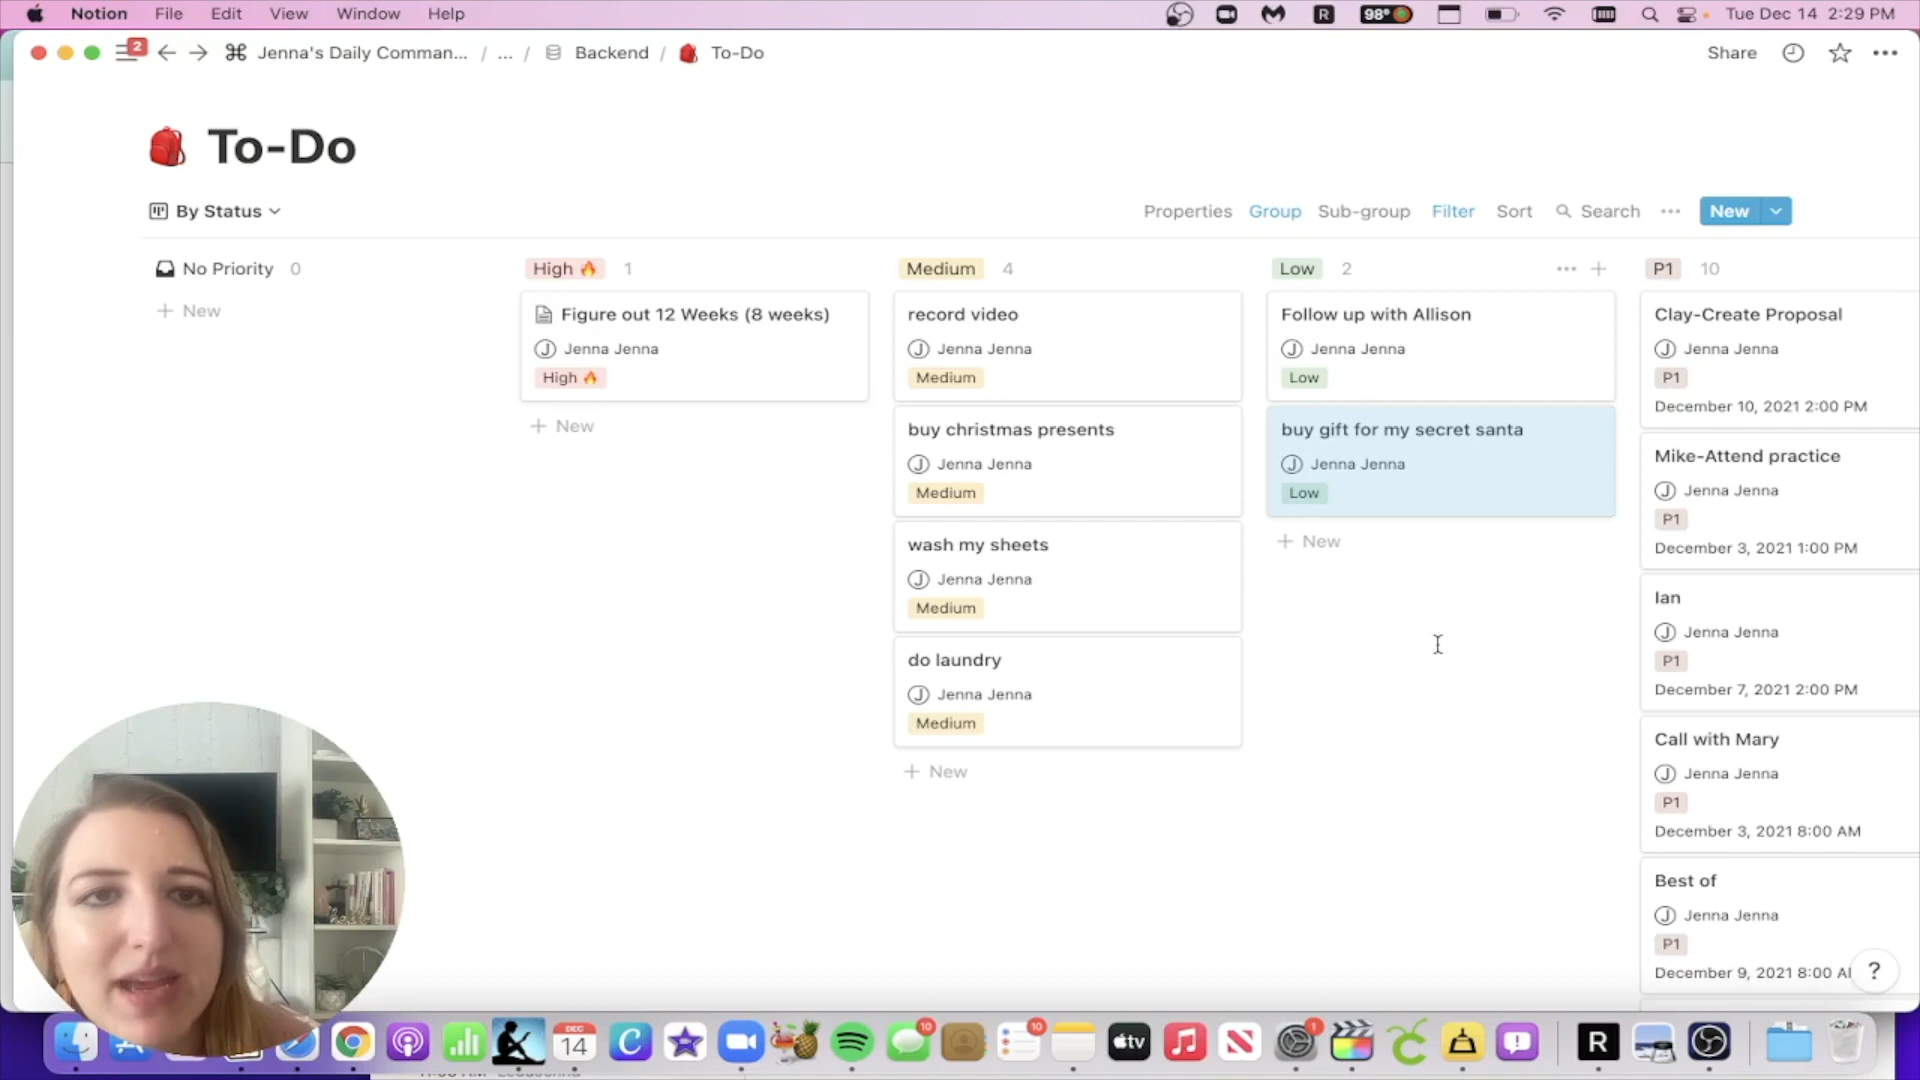 Notion File Edit View Window Help 98° Tue Dec 14 2:29 PM
2 Jenna's Daily Comman... / ... / Backend / To-Do Share
To-Do
By Status Properties Group Sub-group Filter Sort Search New
No Priority 0
+ New
High 🔥 1
Figure out 12 Weeks (8 weeks)
J Jenna Jenna
High 🔥
+ New
Medium 4
record video
J Jenna Jenna
Medium
buy christmas presents
J Jenna Jenna
Medium
wash my sheets
J Jenna Jenna
Medium
do laundry
J Jenna Jenna
Medium
+ New
Low 2
Follow up with Allison
J Jenna Jenna
Low
buy gift for my secret santa
J Jenna Jenna
Low
+ New
P1 10
Clay-Create Proposal
J Jenna Jenna
P1
December 10, 2021 2:00 PM
Mike-Attend practice
J Jenna Jenna
P1
December 3, 2021 1:00 PM
Ian
J Jenna Jenna
P1
December 7, 2021 2:00 PM
Call with Mary
J Jenna Jenna
P1
December 3, 2021 8:00 AM
Best of
J Jenna Jenna
P1
December 9, 2021 8:00
?
DEC
14
10
10
tv
1
R